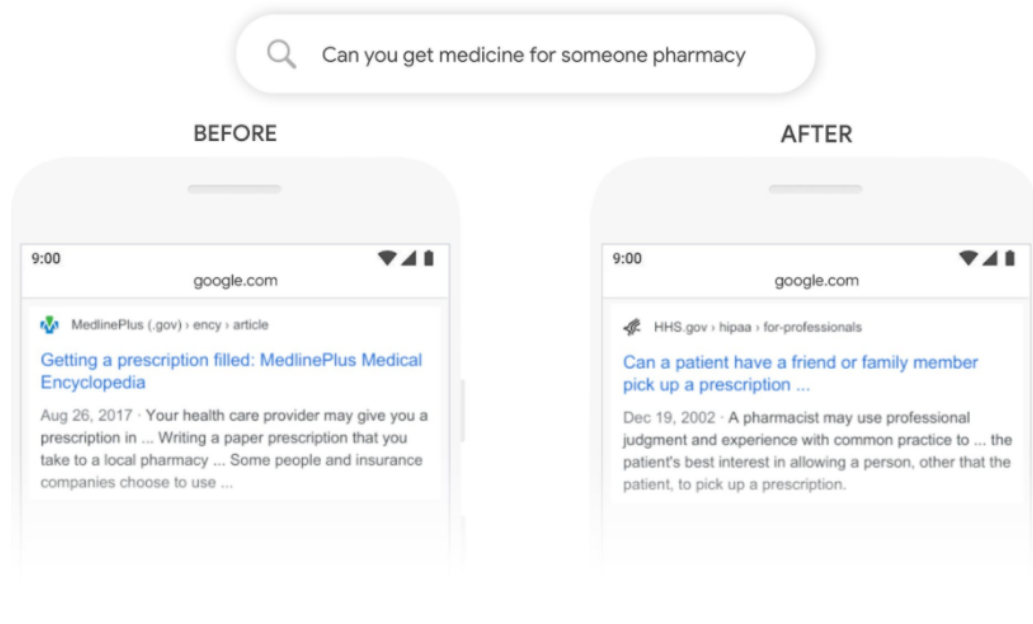 Can you get medicine for someone pharmacy
BEFORE
9:00
google.com
MedlinePlus (.gov) › ency › article
Getting a prescription filled: MedlinePlus Medical
Encyclopedia
Aug 26, 2017 · Your health care provider may give you a
prescription in ... Writing a paper prescription that you
take to a local pharmacy ... Some people and insurance
companies choose to use ...
AFTER
9:00
google.com
HHS.gov › hipaa › for-professionals
Can a patient have a friend or family member
pick up a prescription ...
Dec 19, 2002 · A pharmacist may use professional
judgment and experience with common practice to ... the
patient's best interest in allowing a person, other that the
patient, to pick up a prescription.